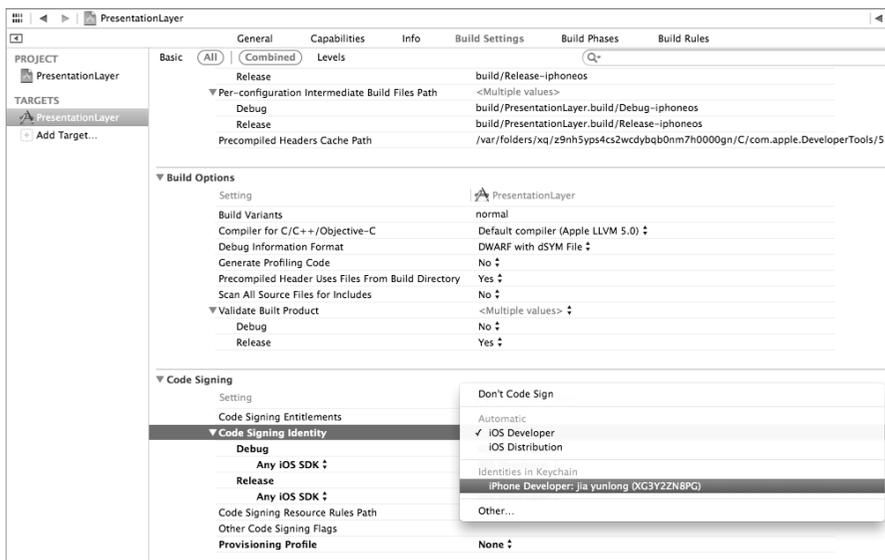 PresentationLayer
General Capabilities Info Build Settings Build Phases Build Rules
PROJECT
PresentationLayer
TARGETS
PresentationLayer
Add Target...
Basic All Combined Levels
Release build/Release-iphoneos
Per-configuration Intermediate Build Files Path <Multiple values>
Debug build/PresentationLayer.build/Debug-iphoneos
Release build/PresentationLayer.build/Release-iphoneos
Precompiled Headers Cache Path /var/folders/xq/z9nh5yps4cs2wcdybqb0nm7h0000gn/C/com.apple.DeveloperTools/5
Build Options
Setting PresentationLayer
Build Variants normal
Compiler for C/C++/Objective-C Default compiler (Apple LLVM 5.0)
Debug Information Format DWARF with dSYM File
Generate Profiling Code No
Precompiled Header Uses Files From Build Directory Yes
Scan All Source Files for Includes No
Validate Built Product <Multiple values>
Debug No
Release Yes
Code Signing
Setting
Code Signing Entitlements
Code Signing Identity
Debug
Any iOS SDK
Release
Any iOS SDK
Code Signing Resource Rules Path
Other Code Signing Flags
Provisioning Profile None
Don't Code Sign
Automatic
✓ iOS Developer
iOS Distribution
Identities in Keychain
iPhone Developer: jia yunlong (XG3Y2ZN8PG)
Other...